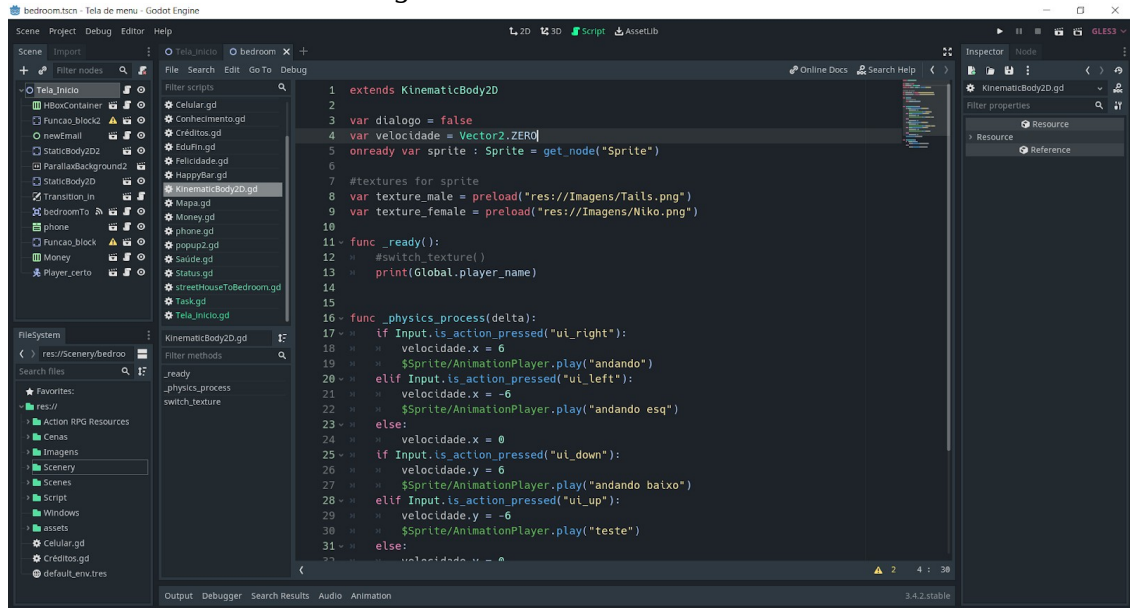 bedroom.tscn - Tela de menu - Godot Engine
Scene Project Debug Editor Help
2D 3D Script AssetLib
GLES3
Scene Import
Filter nodes
Tela_Inicio
HBoxContainer
Funcao_block2
newEmail
StaticBody2D2
ParallaxBackground2
StaticBody2D
Transition_in
bedroomTo
phone
Funcao_block
Money
Player_certo
FileSystem
res://Scenery/bedroo
Search files
Favorites:
res://
Action RPG Resources
Cenas
Imagens
Scenery
Scenes
Script
Windows
assets
Celular.gd
Créditos.gd
default_env.tres
Tela_Inicio bedroom
File Search Edit Go To Debug
Online Docs Search Help
Filter scripts
Celular.gd
Conhecimento.gd
Créditos.gd
EduFin.gd
Felicidade.gd
HappyBar.gd
KinematicBody2D.gd
Mapa.gd
Money.gd
phone.gd
popup2.gd
Saúde.gd
Status.gd
streetHouseToBedroom.gd
Task.gd
Tela_Inicio.gd
KinematicBody2D.gd
Filter methods
_ready
_physics_process
switch_texture
1 extends KinematicBody2D
2
3 var dialogo = false
4 var velocidade = Vector2.ZERO
5 onready var sprite : Sprite = get_node("Sprite")
6
7 #textures for sprite
8 var texture_male = preload("res://Imagens/Tails.png")
9 var texture_female = preload("res://Imagens/Niko.png")
10
11 func _ready():
12 #switch_texture()
13 print(Global.player_name)
14
15
16 func _physics_process(delta):
17 if Input.is_action_pressed("ui_right"):
18 velocidade.x = 6
19 $Sprite/AnimationPlayer.play("andando")
20 elif Input.is_action_pressed("ui_left"):
21 velocidade.x = -6
22 $Sprite/AnimationPlayer.play("andando esq")
23 else:
24 velocidade.x = 0
25 if Input.is_action_pressed("ui_down"):
26 velocidade.y = 6
27 $Sprite/AnimationPlayer.play("andando baixo")
28 elif Input.is_action_pressed("ui_up"):
29 velocidade.y = -6
30 $Sprite/AnimationPlayer.play("teste")
31 else:
2 4 : 30
Output Debugger Search Results Audio Animation
3.4.2.stable
Inspector Node
KinematicBody2D.gd
Filter properties
Resource
Resource
Reference